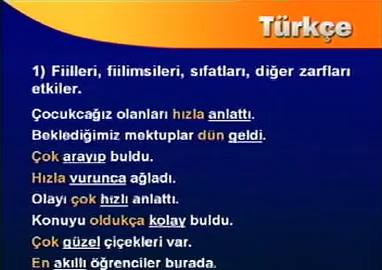 Türkçe
1) Fiilleri, fiilimsileri, sıfatları, diğer zarfları
etkiler.
Çocukcağız olanları hızla anlattı.
Beklediğimiz mektuplar dün geldi.
Çok arayıp buldu.
Hızla vurunca ağladı.
Olayı çok hızlı anlattı.
Konuyu oldukça kolay buldu.
Çok güzel çiçekleri var.
En akıllı öğrenciler burada.